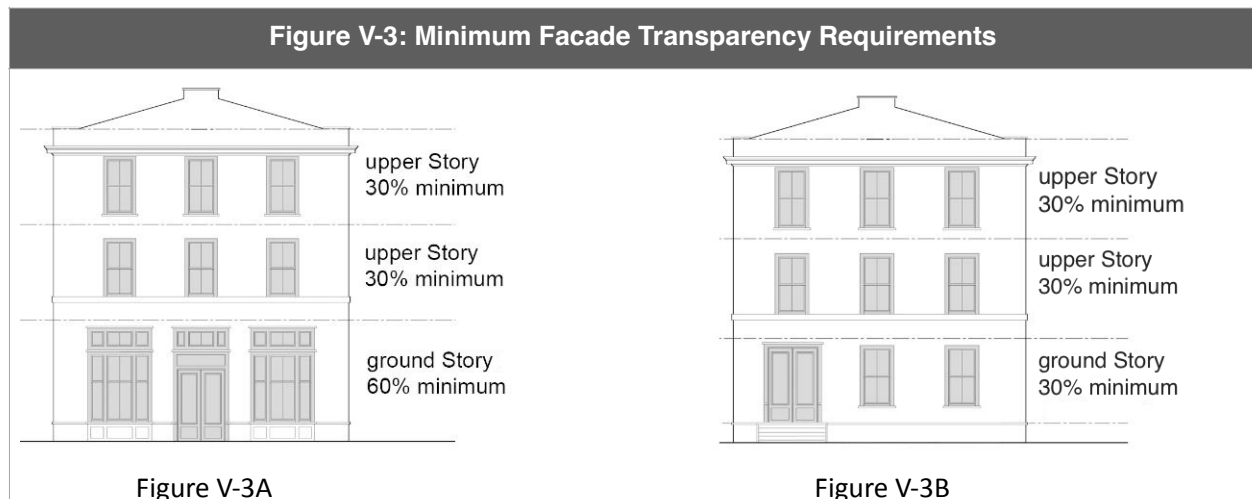 Figure V-3: Minimum Facade Transparency Requirements
upper Story
30% minimum
upper Story
30% minimum
ground Story
60% minimum
Figure V-3A
upper Story
30% minimum
upper Story
30% minimum
ground Story
30% minimum
Figure V-3B